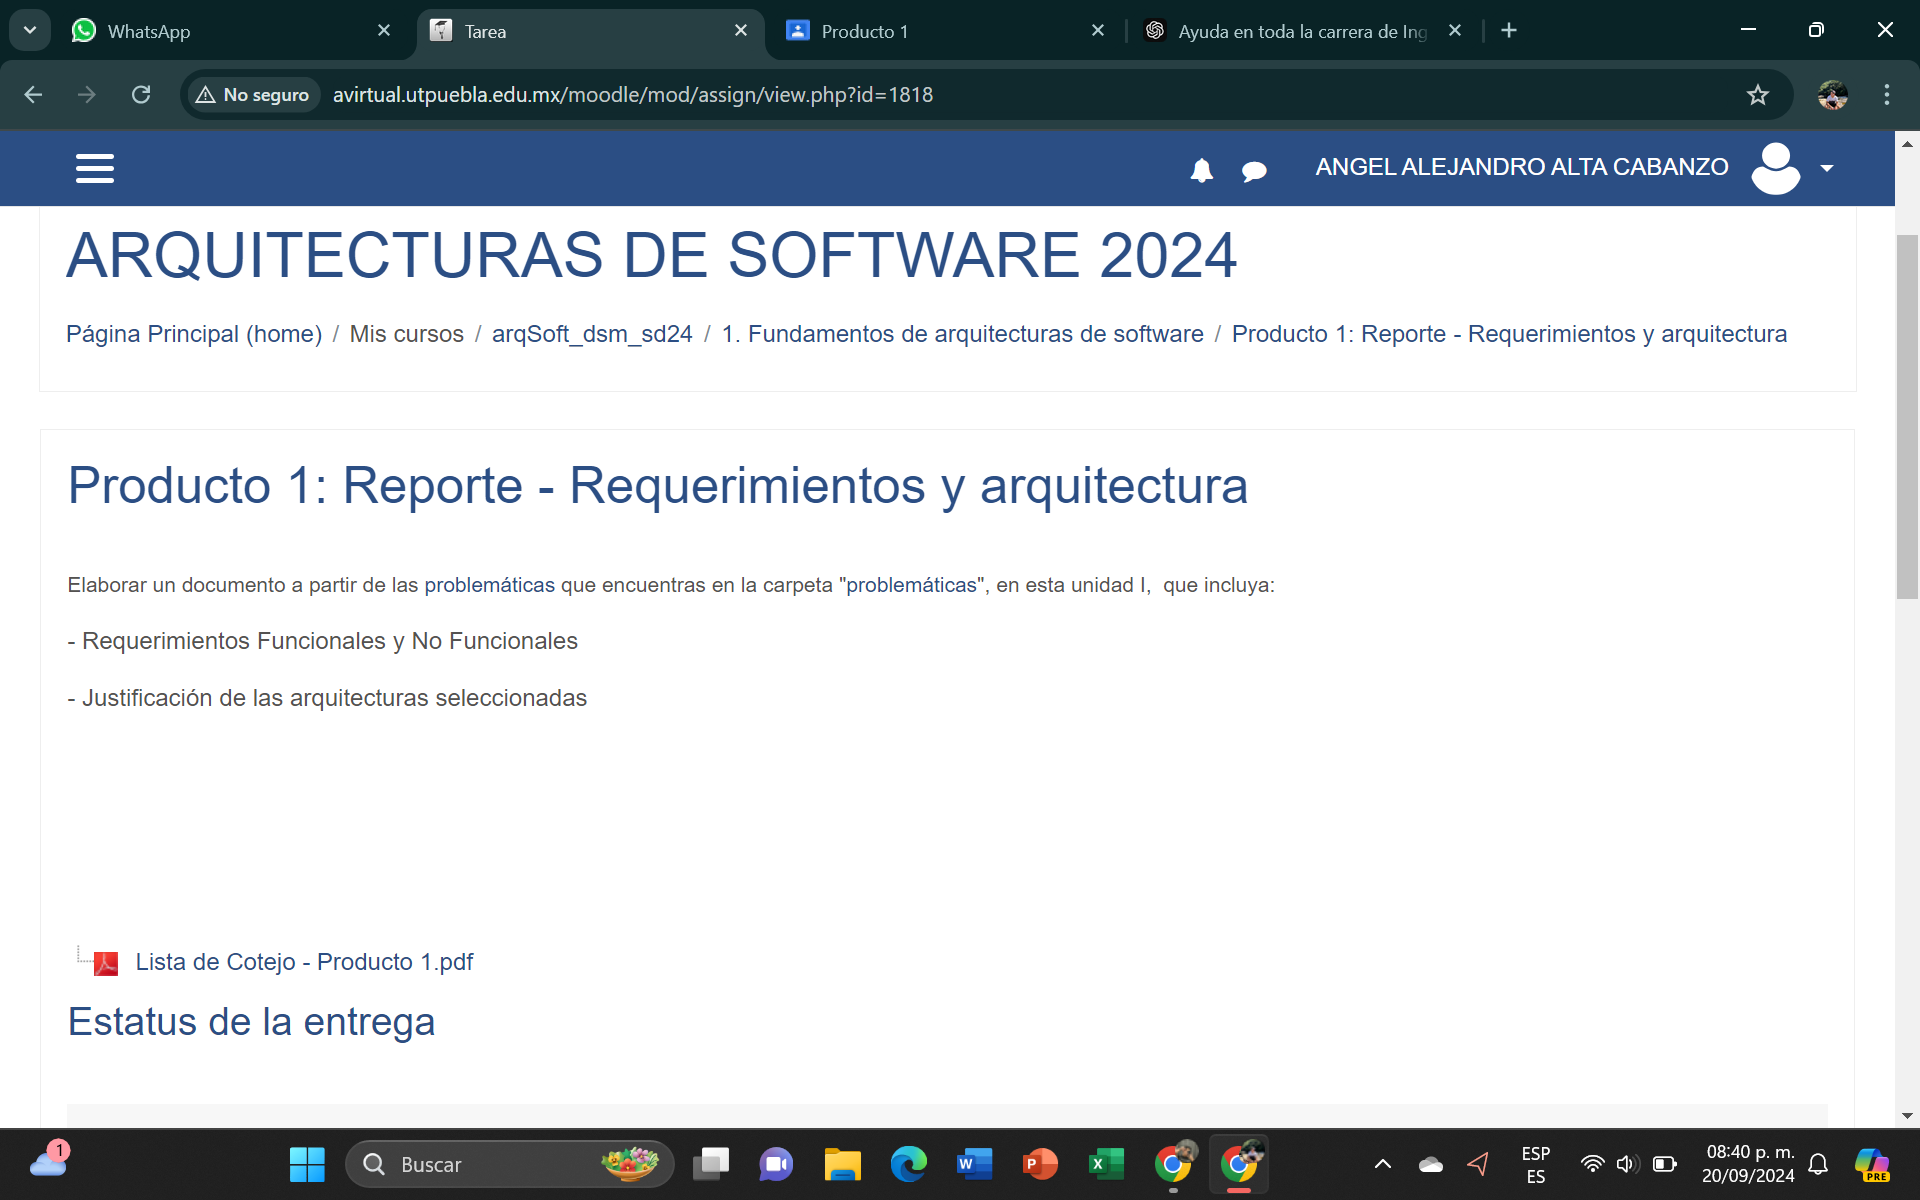 WhatsApp
Tarea
Producto 1
Ayuda en toda la carrera de Ing
No seguro
avirtual.utpuebla.edu.mx/moodle/mod/assign/view.php?id=1818
ANGEL ALEJANDRO ALTA CABANZO
ARQUITECTURAS DE SOFTWARE 2024
Página Principal (home) / Mis cursos / arqSoft_dsm_sd24 / 1. Fundamentos de arquitecturas de software / Producto 1: Reporte - Requerimientos y arquitectura
Producto 1: Reporte - Requerimientos y arquitectura
Elaborar un documento a partir de las problemáticas que encuentras en la carpeta "problemáticas", en esta unidad I, que incluya:
- Requerimientos Funcionales y No Funcionales
- Justificación de las arquitecturas seleccionadas
Lista de Cotejo - Producto 1.pdf
Estatus de la entrega
1
Buscar
W
P
X
ESP
ES
08:40 p. m.
20/09/2024
PRE